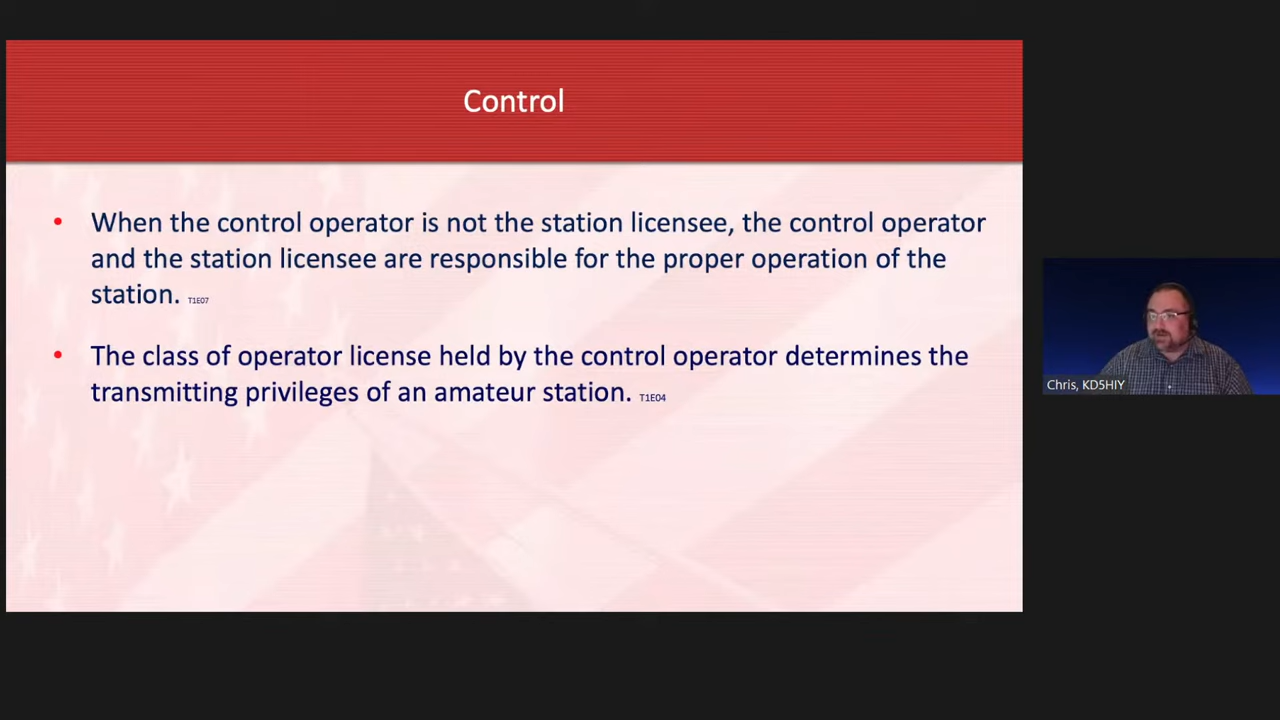 Control
• When the control operator is not the station licensee, the control operator
and the station licensee are responsible for the proper operation of the
station. T1E07
• The class of operator license held by the control operator determines the
transmitting privileges of an amateur station. T1E04
Chris, KD5HIY